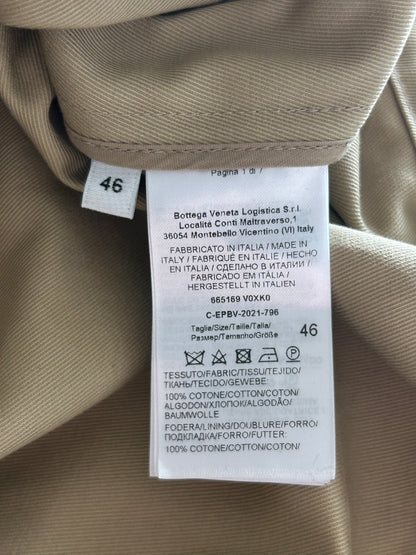 46
Pagina 1 di 7
Bottega Veneta Logistica S.r.l.
Località Conti Maltraverso,1
36054 Montebello Vicentino (VI) Italy
FABBRICATO IN ITALIA / MADE IN
ITALY / FABRIQUÉ EN ITALIE / HECHO
EN ITALIA / СДЕЛАНО В ИТАЛИИ /
FABRICADO EM ITÁLIA /
HERGESTELLT IN ITALIEN
665169 V0XK0
C-EPBV-2021-796
Taglia/Size/Taille/Talla/
Размер/Tamanho/Größe
46
P
TESSUTO/FABRIC/TISSU/TEJIDO/
ТКАНЬ/TECIDO/GEWEBE:
100% COTONE/COTTON/COTON/
ALGODÓN/ХЛОПОК/ALGODÃO/
BAUMWOLLE
FODERA/LINING/DOUBLURE/FORRO/
ПОДКЛАДКА/FORRO/FUTTER:
100% COTONE/COTTON/COTON/